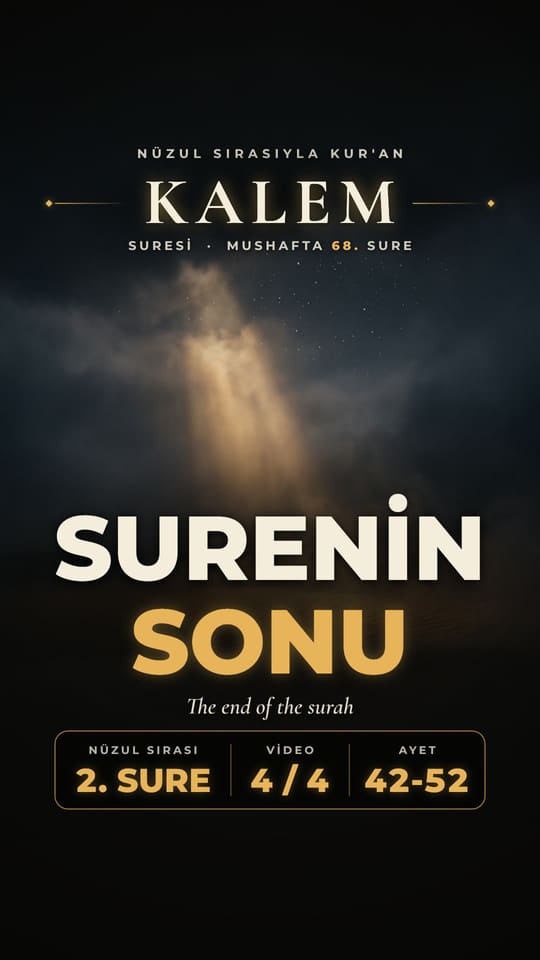 NÜZUL SIRASIYLA KUR'AN
KALEM
SURESİ · MUSHAFTA 68. SURE
SURENİN
SONU
The end of the surah
NÜZUL SIRASI VİDEO AYET
2. SURE 4 / 4 42-52